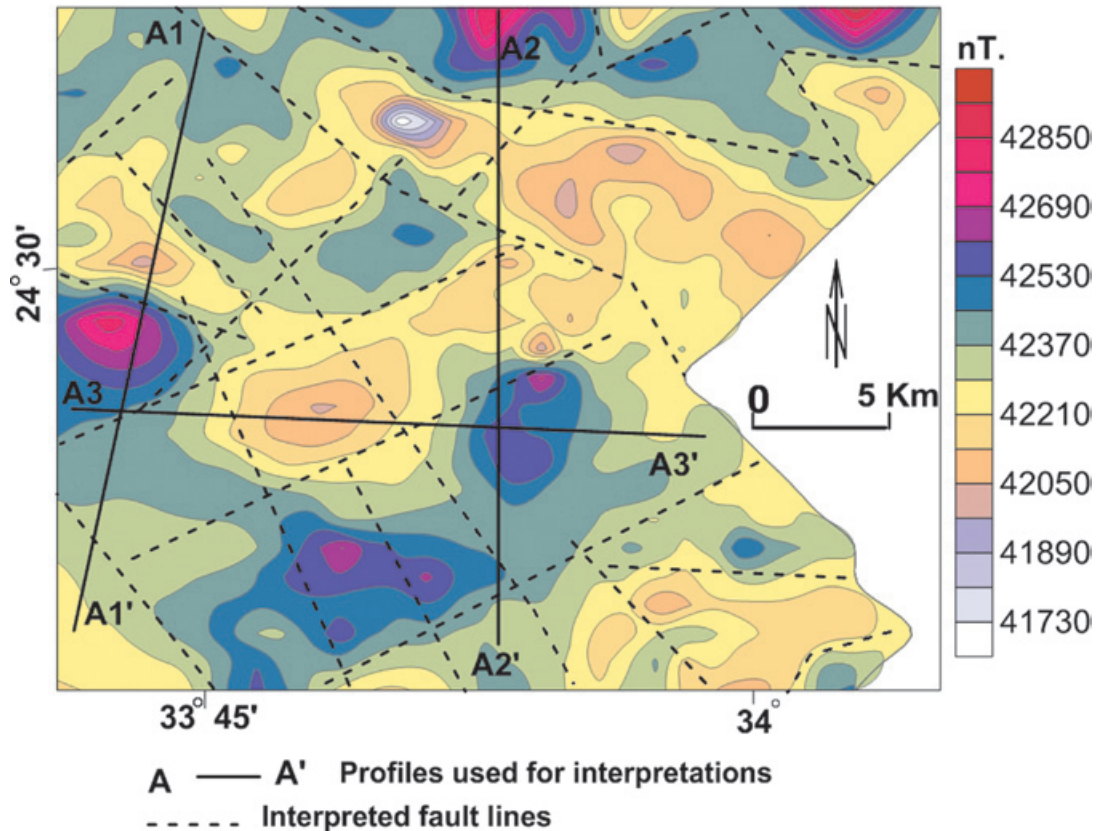 A1
A2
nT.
42850
42690
42530
42370
42210
42050
41890
41730
24° 30'
N
0 5 Km
A3
A3'
A1'
A2'
33° 45'
34°
A A' Profiles used for interpretations
Interpreted fault lines